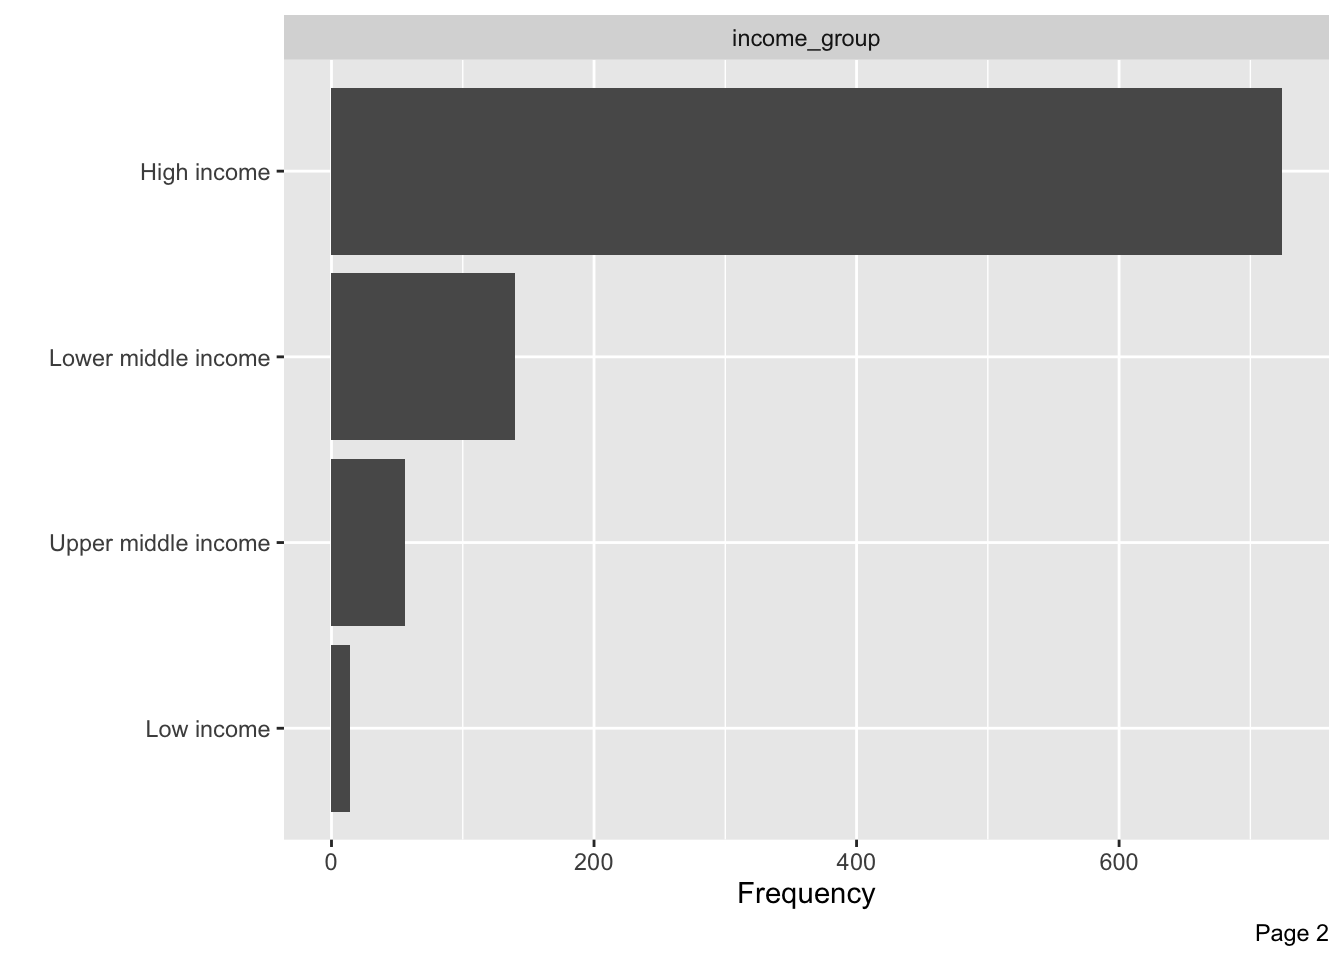 income_group
High income
Lower middle income
Upper middle income
Low income
0 200 400 600
Frequency
Page 2